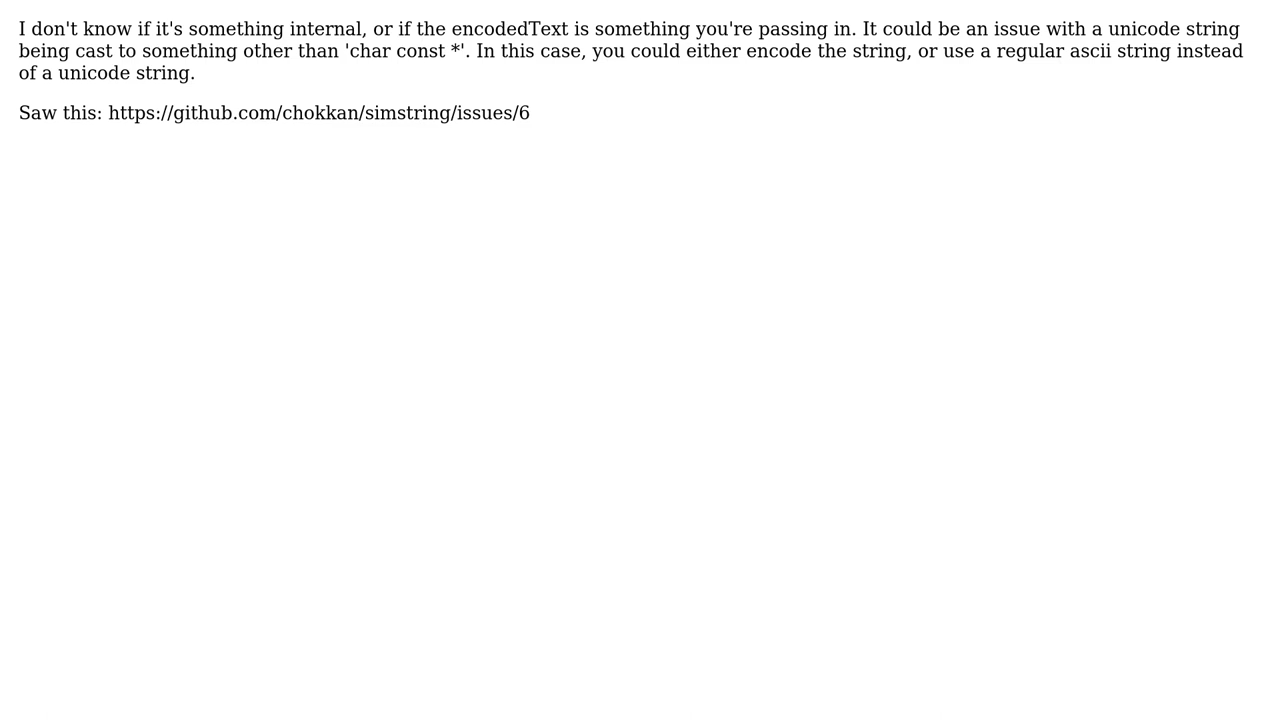 I don't know if it's something internal, or if the encodedText is something you're passing in. It could be an issue with a unicode string
being cast to something other than 'char const *'. In this case, you could either encode the string, or use a regular ascii string instead
of a unicode string.
Saw this: https://github.com/chokkan/simstring/issues/6